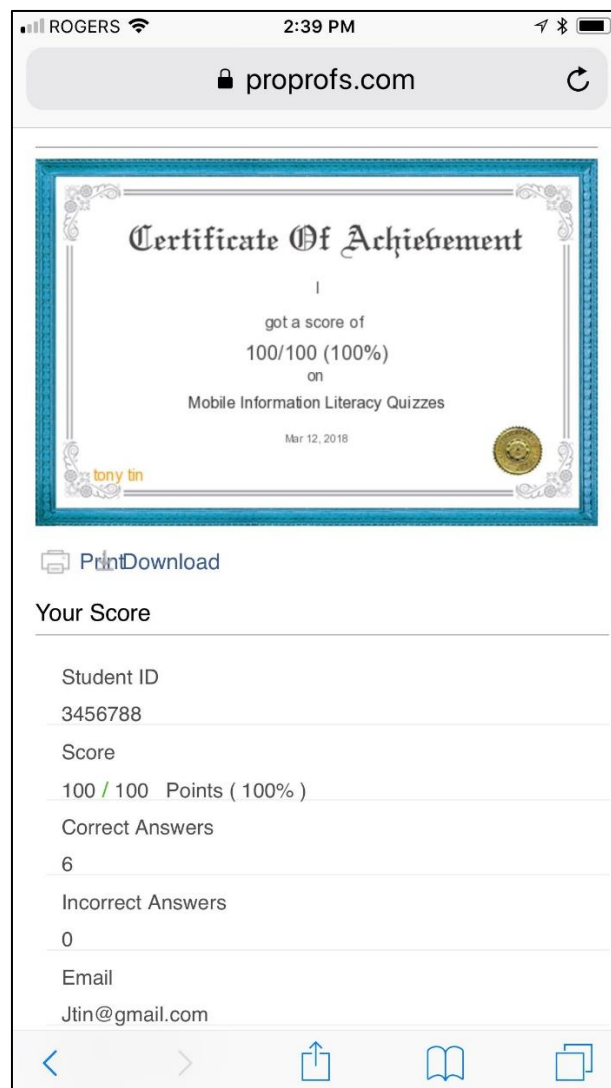 ROGERS 2:39 PM
proprofs.com
Certificate Of Achievement
I
got a score of
100/100 (100%)
on
Mobile Information Literacy Quizzes
Mar 12, 2018
tony tin
PrintDownload
Your Score
Student ID
3456788
Score
100 / 100 Points ( 100% )
Correct Answers
6
Incorrect Answers
0
Email
Jtin@gmail.com